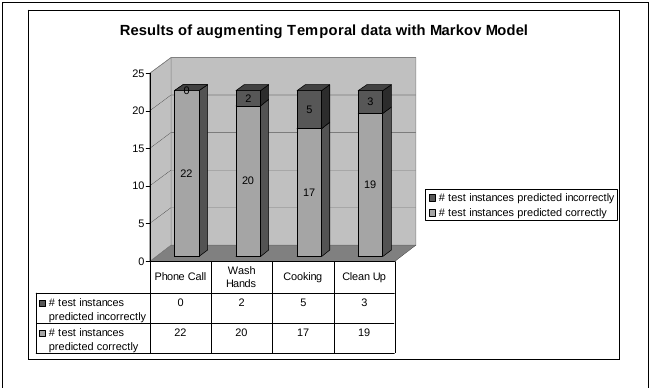 Results of augmenting Temporal data with Markov Model
25
20
15
10
5
0
0
2
5
3
22
20
17
19
# test instances predicted incorrectly
# test instances predicted correctly
Phone Call
Wash
Hands
Cooking
Clean Up
# test instances
predicted incorrectly
0
2
5
3
# test instances
predicted correctly
22
20
17
19